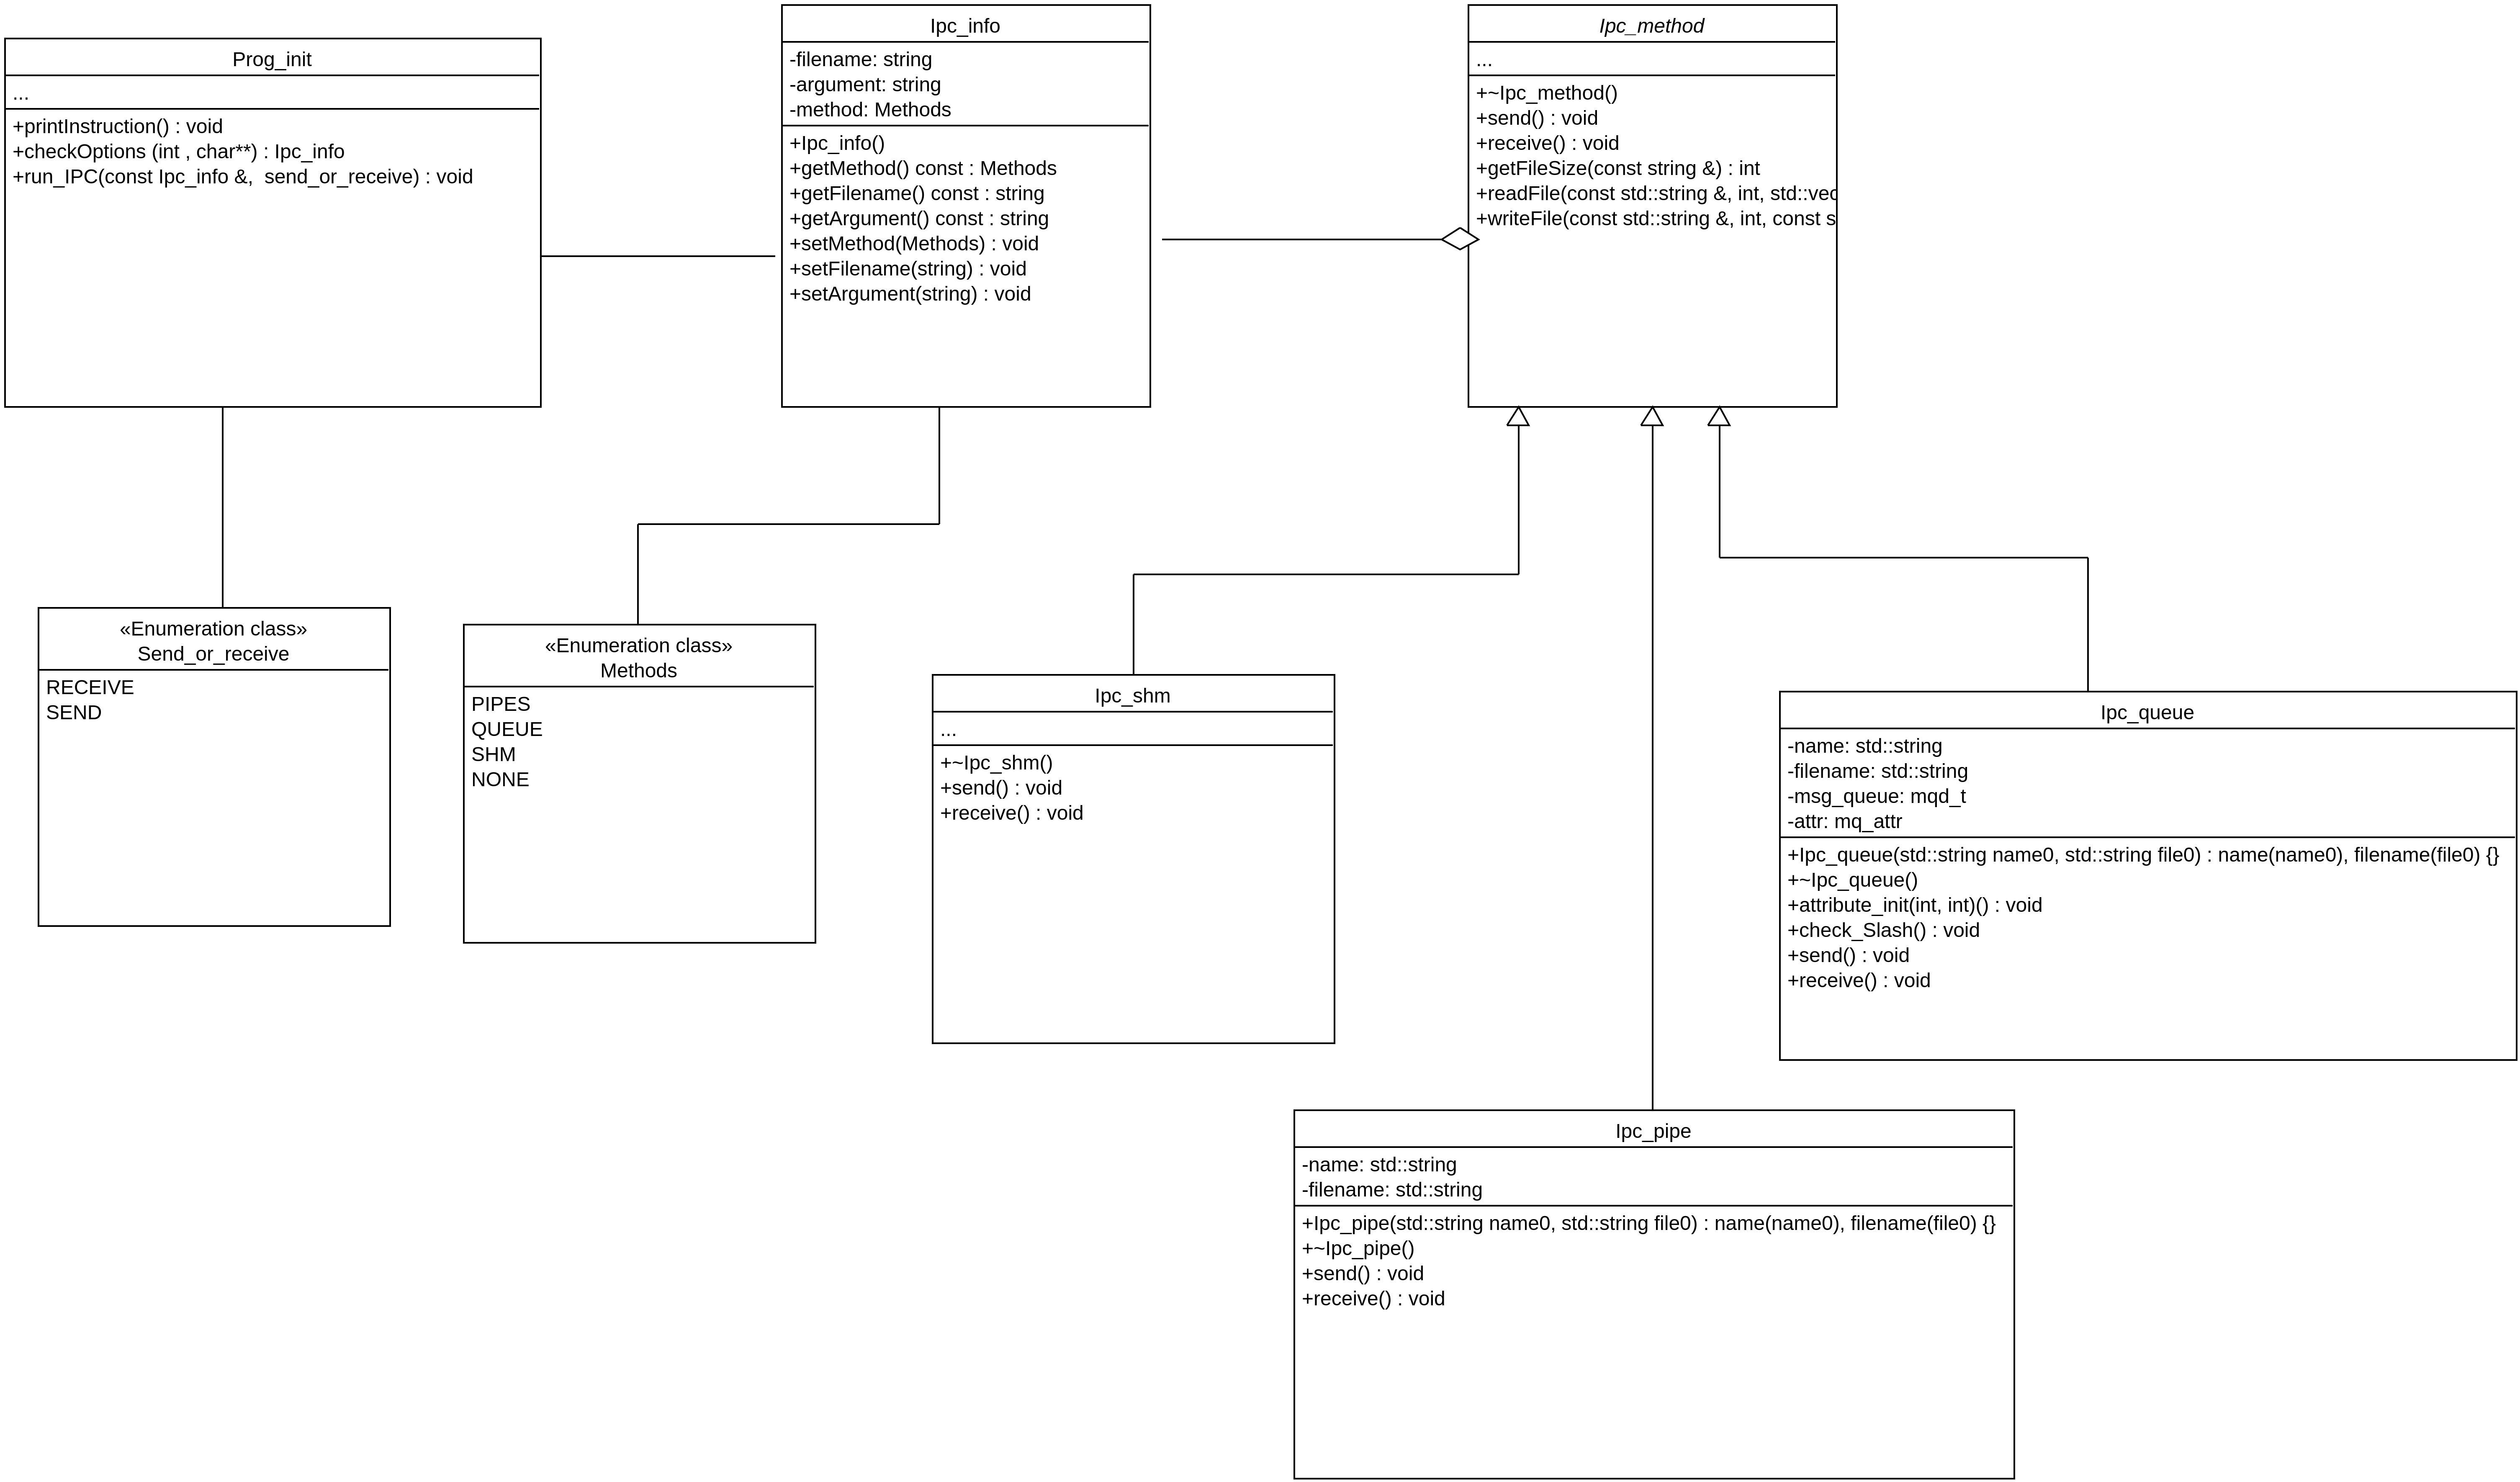 Prog_init
...
+printInstruction() : void
+checkOptions (int , char**) : Ipc_info
+run_IPC(const Ipc_info &,  send_or_receive) : void
Ipc_info
-filename: string
-argument: string
-method: Methods
+Ipc_info()
+getMethod() const : Methods
+getFilename() const : string
+getArgument() const : string
+setMethod(Methods) : void
+setFilename(string) : void
+setArgument(string) : void
Ipc_method
...
+~Ipc_method()
+send() : void
+receive() : void
+getFileSize(const string &) : int
+readFile(const std::string &, int, std::vec
+writeFile(const std::string &, int, const s
«Enumeration class»
Send_or_receive
RECEIVE
SEND
«Enumeration class»
Methods
PIPES
QUEUE
SHM
NONE
Ipc_shm
...
+~Ipc_shm()
+send() : void
+receive() : void
Ipc_queue
-name: std::string
-filename: std::string
-msg_queue: mqd_t
-attr: mq_attr
+Ipc_queue(std::string name0, std::string file0) : name(name0), filename(file0) {}
+~Ipc_queue()
+attribute_init(int, int)() : void
+check_Slash() : void
+send() : void
+receive() : void
Ipc_pipe
-name: std::string
-filename: std::string
+Ipc_pipe(std::string name0, std::string file0) : name(name0), filename(file0) {}
+~Ipc_pipe()
+send() : void
+receive() : void